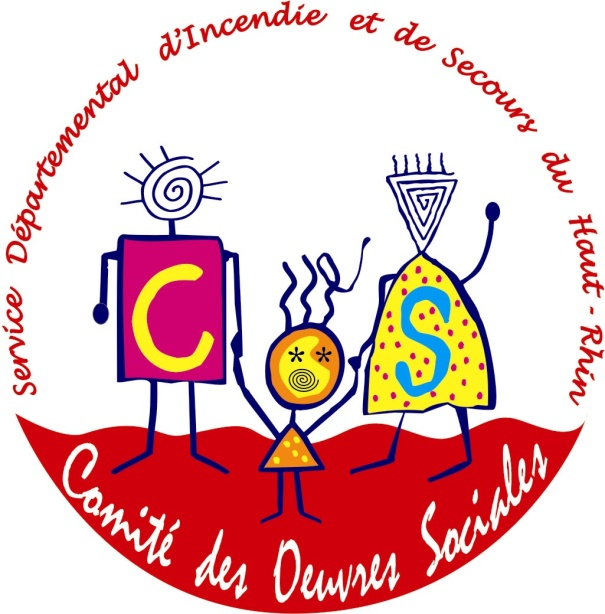 Service Départemental d'Incendie et de Secours du Haut-Rhin
C S
Comité des Oeuvres Sociales